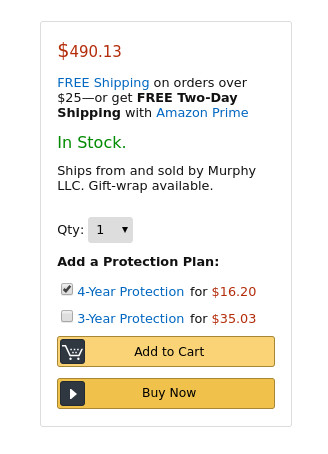 $490.13
FREE Shipping on orders over
$25—or get FREE Two-Day
Shipping with Amazon Prime
In Stock.
Ships from and sold by Murphy
LLC. Gift-wrap available.
Qty: 1
Add a Protection Plan:
4-Year Protection for $16.20
3-Year Protection for $35.03
Add to Cart
Buy Now